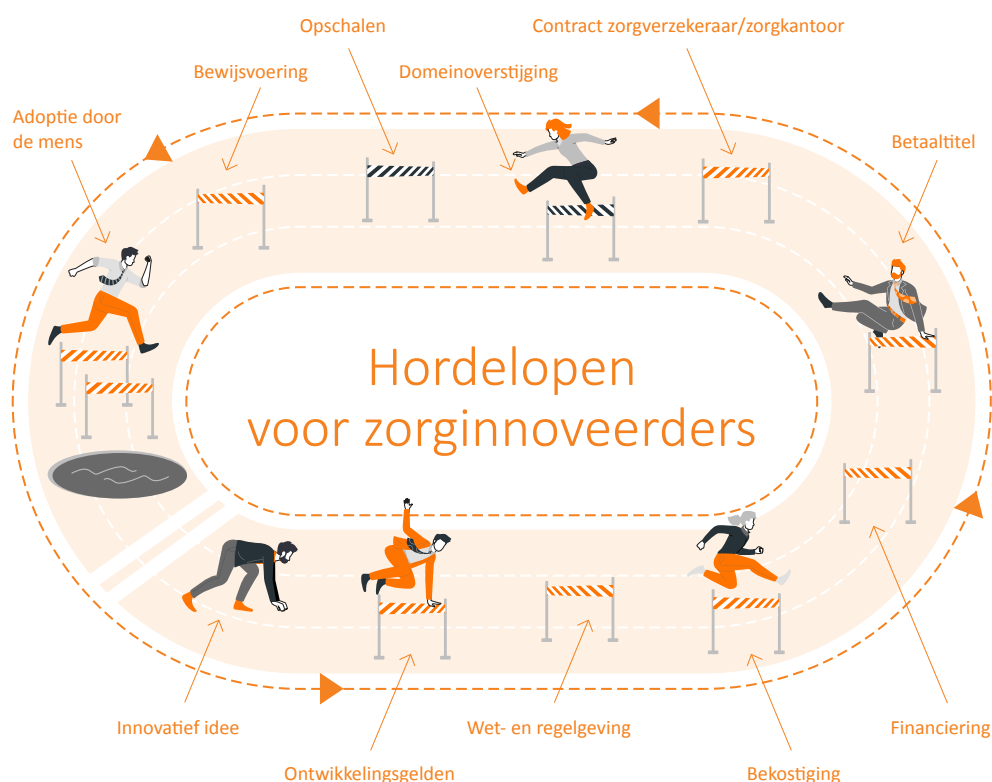 Opschalen
Contract zorgverzekeraar/zorgkantoor
Bewijsvoering
Domeinoverstijging
Adoptie door
de mens
Betaaltitel
Hordelopen
voor zorginnoveerders
Innovatief idee
Wet- en regelgeving
Financiering
Ontwikkelingsgelden
Bekostiging